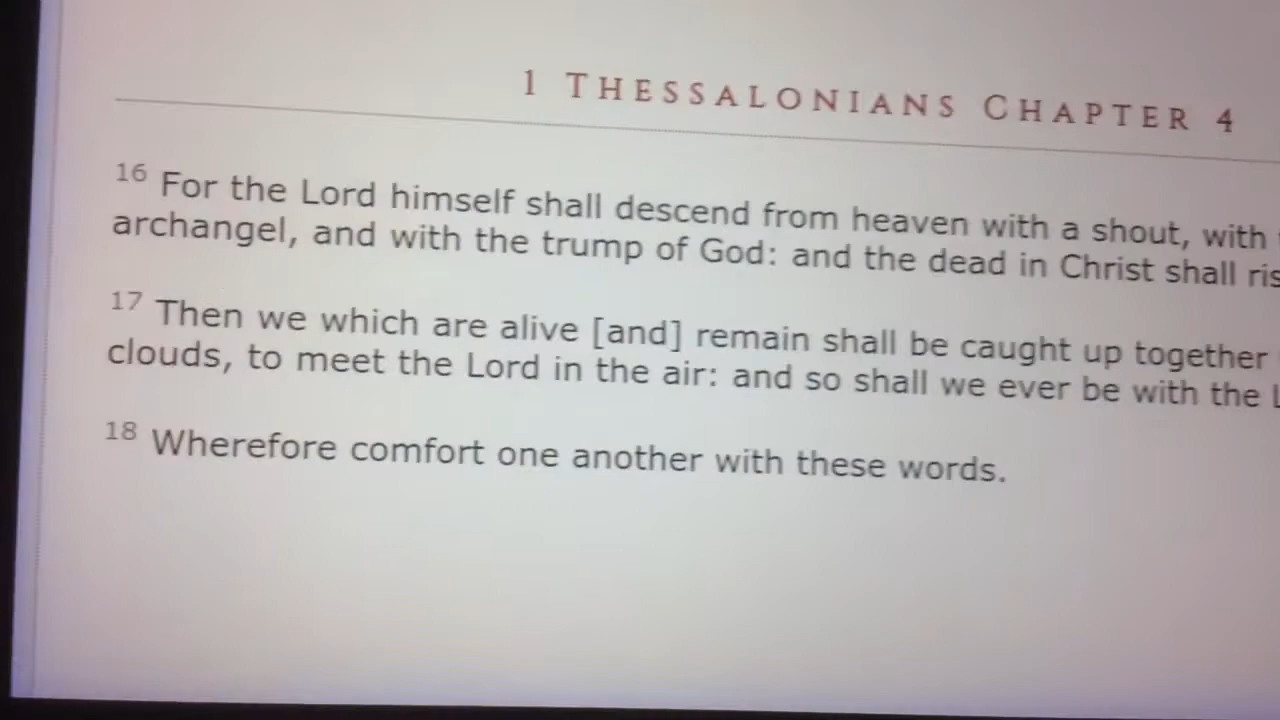 1 THESSALONIANS CHAPTER 4
16 For the Lord himself shall descend from heaven with a shout, with
archangel, and with the trump of God: and the dead in Christ shall
17 Then we which are alive [and] remain shall be caught up together
clouds, to meet the Lord in the air: and so shall we ever be with the
18 Wherefore comfort one another with these words.